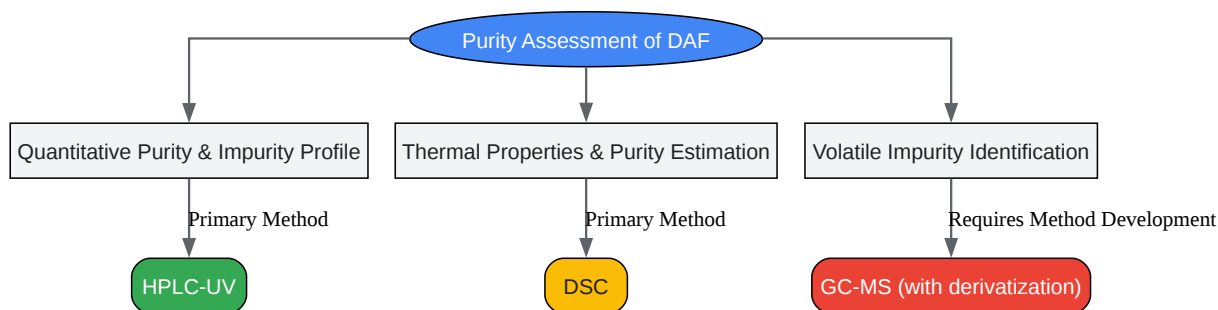 Purity Assessment of DAF
Quantitative Purity & Impurity Profile
Thermal Properties & Purity Estimation
Volatile Impurity Identification
Primary Method
Primary Method
Requires Method Development
HPLC-UV
DSC
GC-MS (with derivatization)